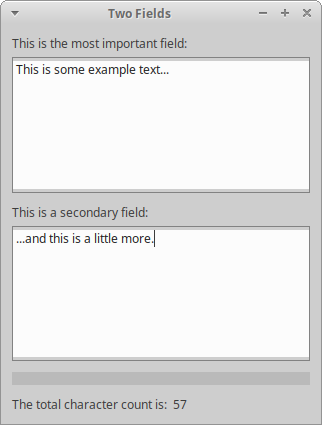 Two Fields
This is the most important field:
This is some example text...
This is a secondary field:
...and this is a little more.
The total character count is: 57